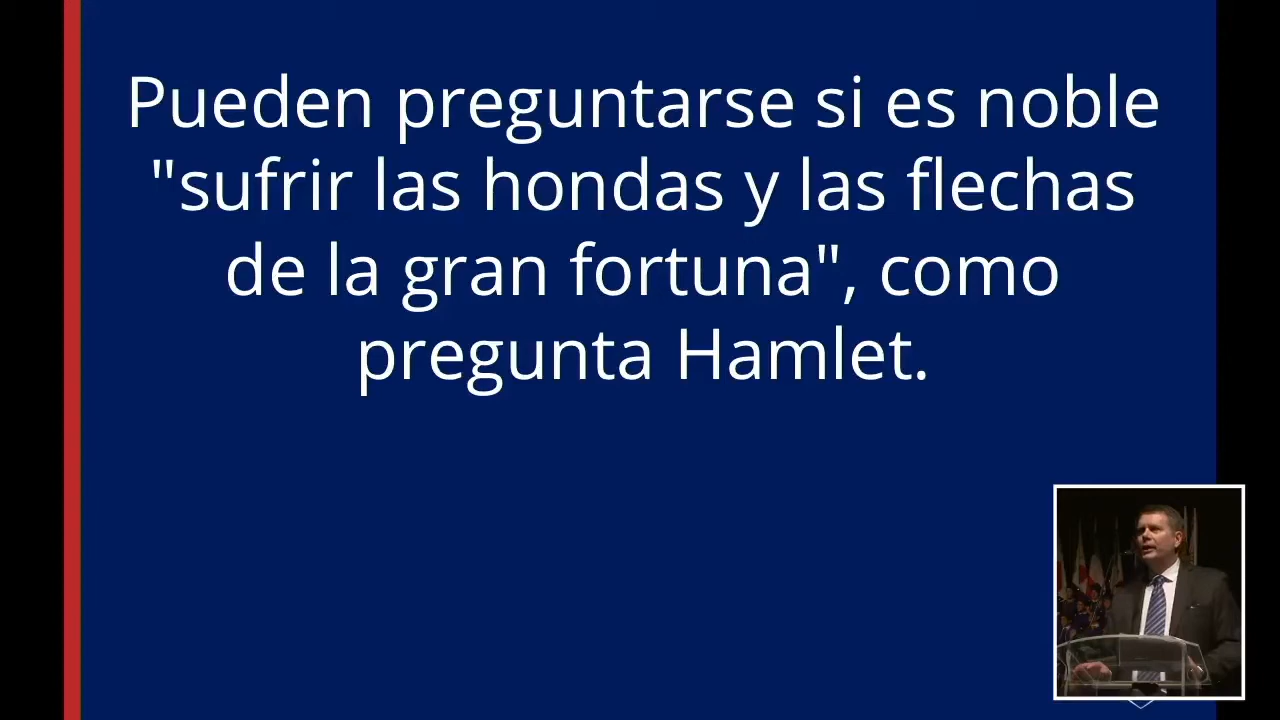 Pueden preguntarse si es noble
"sufrir las hondas y las flechas
de la gran fortuna", como
pregunta Hamlet.